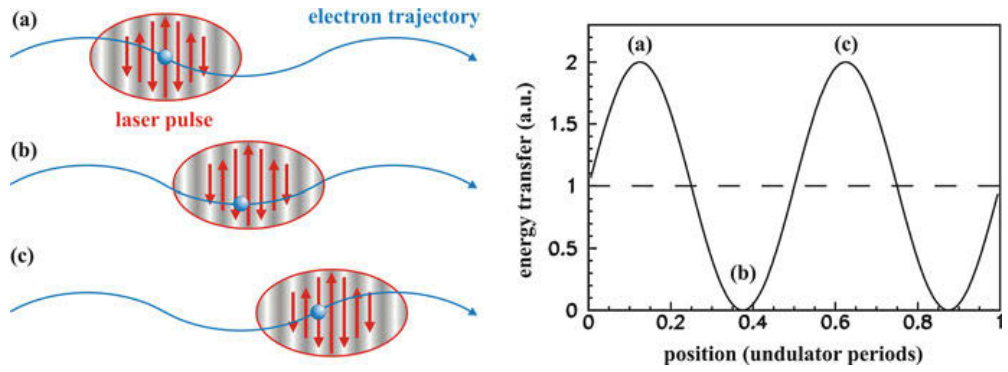 (a)
electron trajectory
laser pulse
(b)
(c)
(a)
(c)
(b)
2
1.5
1
0.5
0
0
0.2
0.4
0.6
0.8
1
energy transfer (a.u.)
position (undulator periods)